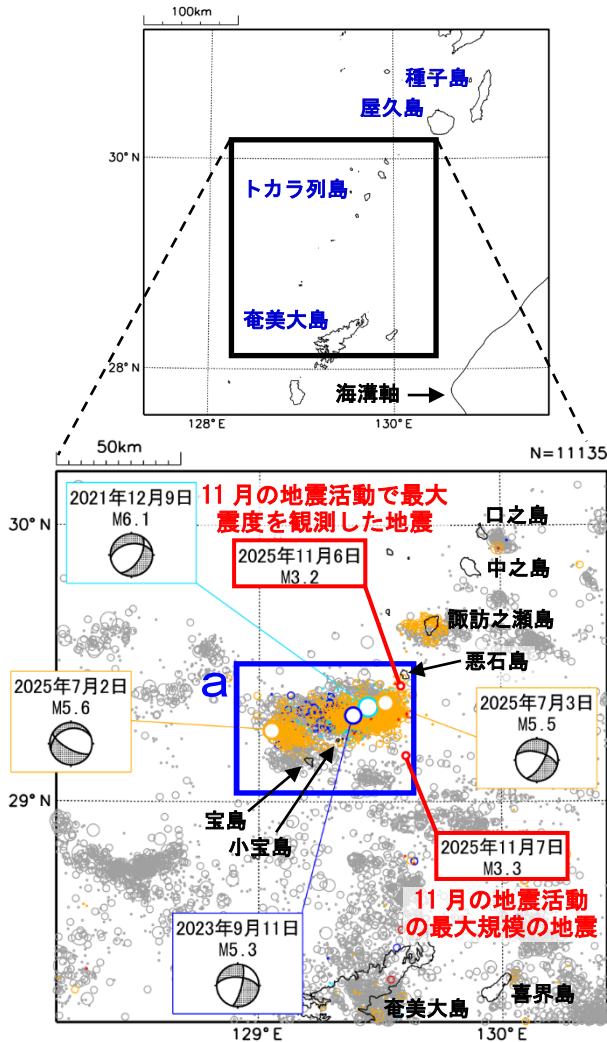 100km
種子島
屋久島
30°N
トカラ列島
奄美大島
28°N
海溝軸
128°E
130°E
50km
N=11135
2021年12月9日
M6.1
11 月の地震活動で最大
震度を観測した地震
30°N
口之島
2025年11月6日
M3.2
中之島
諏訪之瀬島
悪石島
a
2025年7月2日
M5.6
2025年7月3日
M5.5
29°N
宝島
小宝島
2025年11月7日
M3.3
11 月の地震活動
の最大規模の地震
2023年9月11日
M5.3
奄美大島
喜界島
129°E
130°E